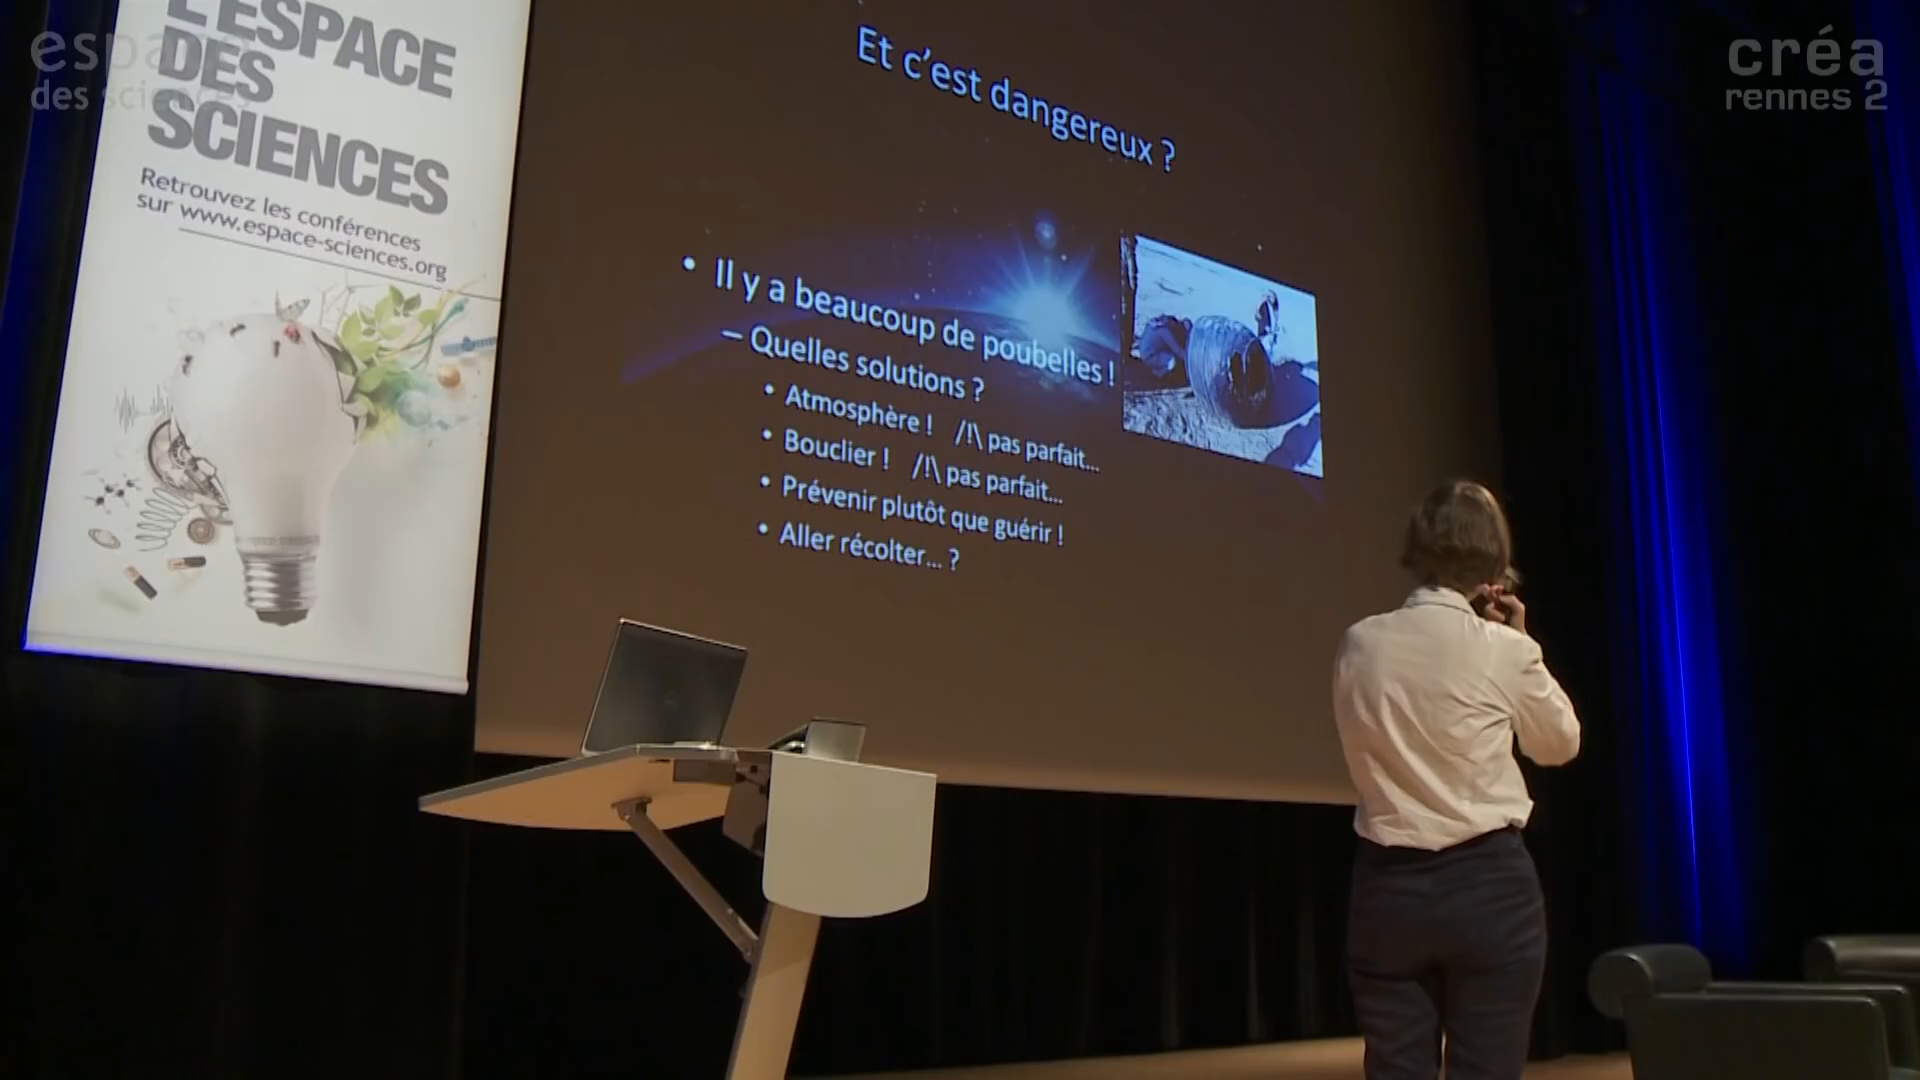 L'ESPACE
DES
SCIENCES
Retrouvez les conférences
sur www.espace-sciences.org
espace
des sciences
créa
rennes 2
Et c'est dangereux ?
• Il y a beaucoup de poubelles !
– Quelles solutions ?
• Atmosphère ! /!\ pas parfait...
• Bouclier ! /!\ pas parfait...
• Prévenir plutôt que guérir !
• Aller récolter... ?